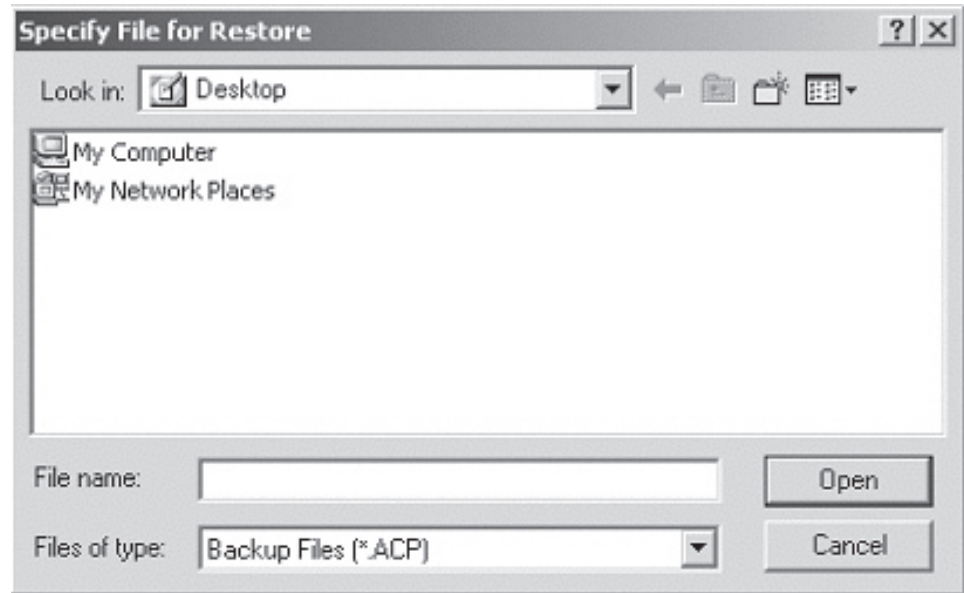 Specify File for Restore ? ×
Look in: Desktop
My Computer
My Network Places
File name: Open
Files of type: Backup Files (*.ACP) Cancel